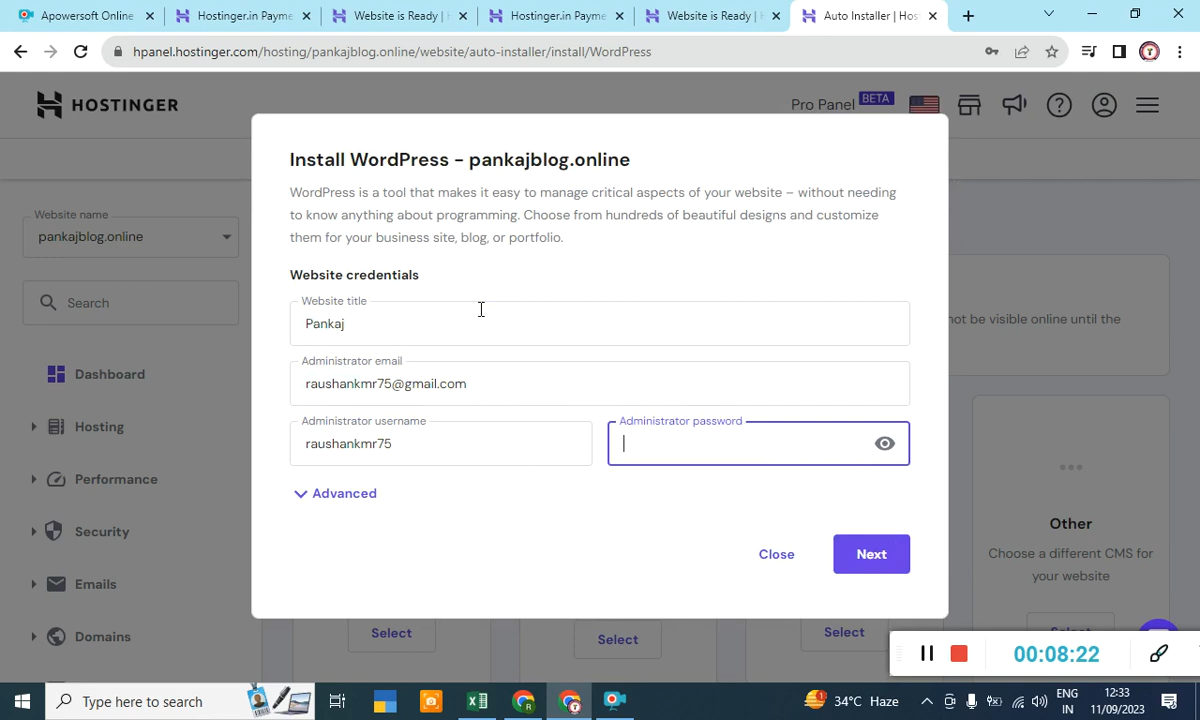 Apowersoft Online
Hostinger.in Payme
Website is Ready |
Hostinger.in Payme
Website is Ready |
Auto Installer | Hos
hpanel.hostinger.com/hosting/pankajblog.online/website/auto-installer/install/WordPress
HOSTINGER
Pro Panel BETA
Install WordPress - pankajblog.online
WordPress is a tool that makes it easy to manage critical aspects of your website – without needing
to know anything about programming. Choose from hundreds of beautiful designs and customize
them for your business site, blog, or portfolio.
Website name
pankajblog.online
Search
Dashboard
Hosting
Performance
Security
Emails
Domains
Website credentials
Website title
Pankaj
Administrator email
raushankmr75@gmail.com
Administrator username
raushankmr75
Administrator password
Advanced
Close
Next
not be visible online until the
Other
Choose a different CMS for
your website
Select
Select
Select
00:08:22
Type here to search
1
34°C Haze
ENG
IN
12:33
11/09/2023